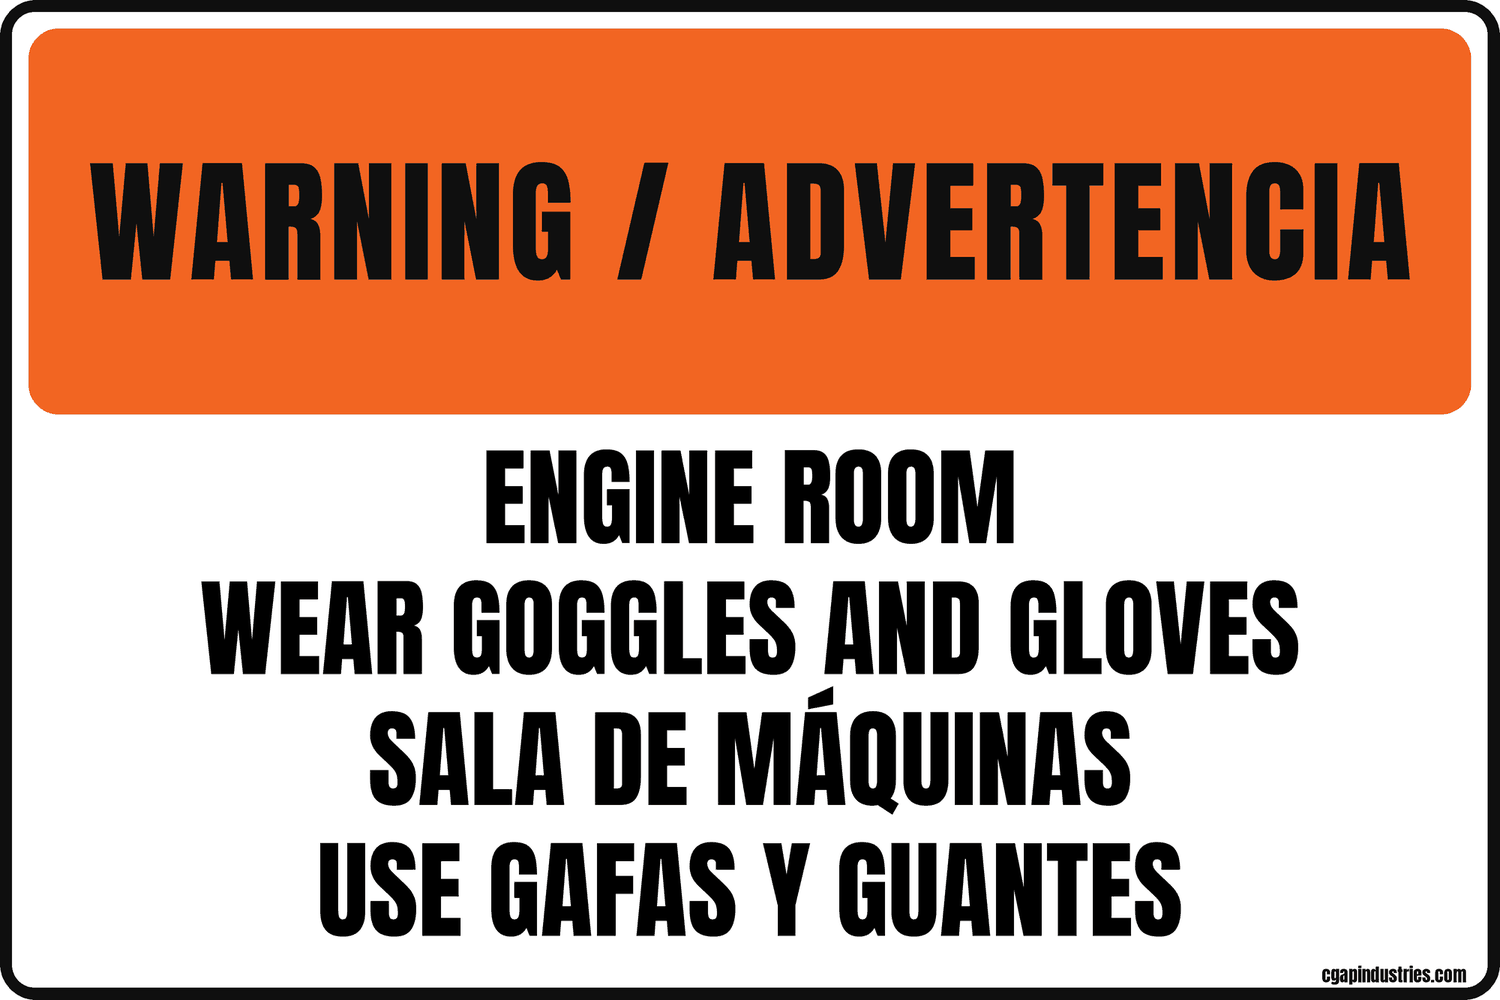 WARNING / ADVERTENCIA
ENGINE ROOM
WEAR GOGGLES AND GLOVES
SALA DE MÁQUINAS
USE GAFAS Y GUANTES
cgapindustries.com